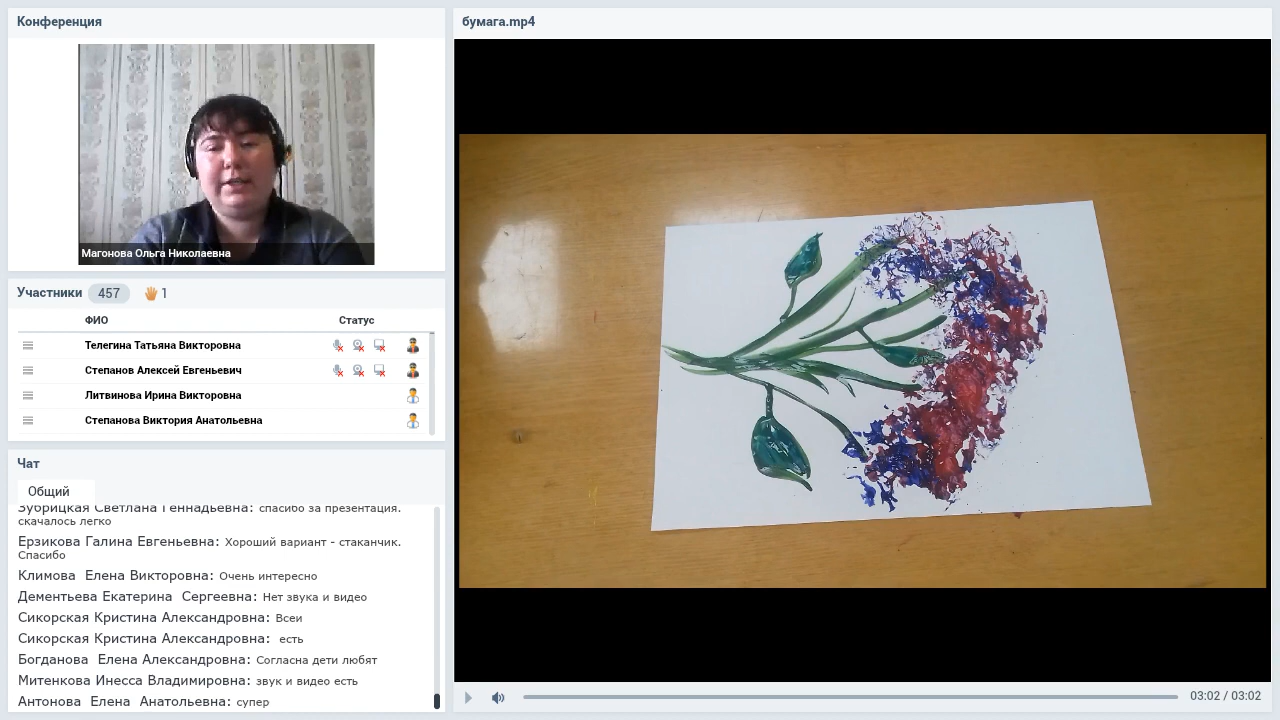 Конференция
Магонова Ольга Николаевна
Участники 457 1
ФИО Статус
Телегина Татьяна Викторовна
Степанов Алексей Евгеньевич
Литвинова Ирина Викторовна
Степанова Виктория Анатольевна
Чат
Общий
Зубрицкая Светлана Геннадьевна: спасибо за презентация.
скачалось легко
Ерзикова Галина Евгеньевна: Хороший вариант - стаканчик.
Спасибо
Климова Елена Викторовна: Очень интересно
Дементьева Екатерина Сергеевна: Нет звука и видео
Сикорская Кристина Александровна: Всеи
Сикорская Кристина Александровна: есть
Богданова Елена Александровна: Согласна дети любят
Митенкова Инесса Владимировна: звук и видео есть
Антонова Елена Анатольевна: супер
бумага.mp4
03:02 / 03:02